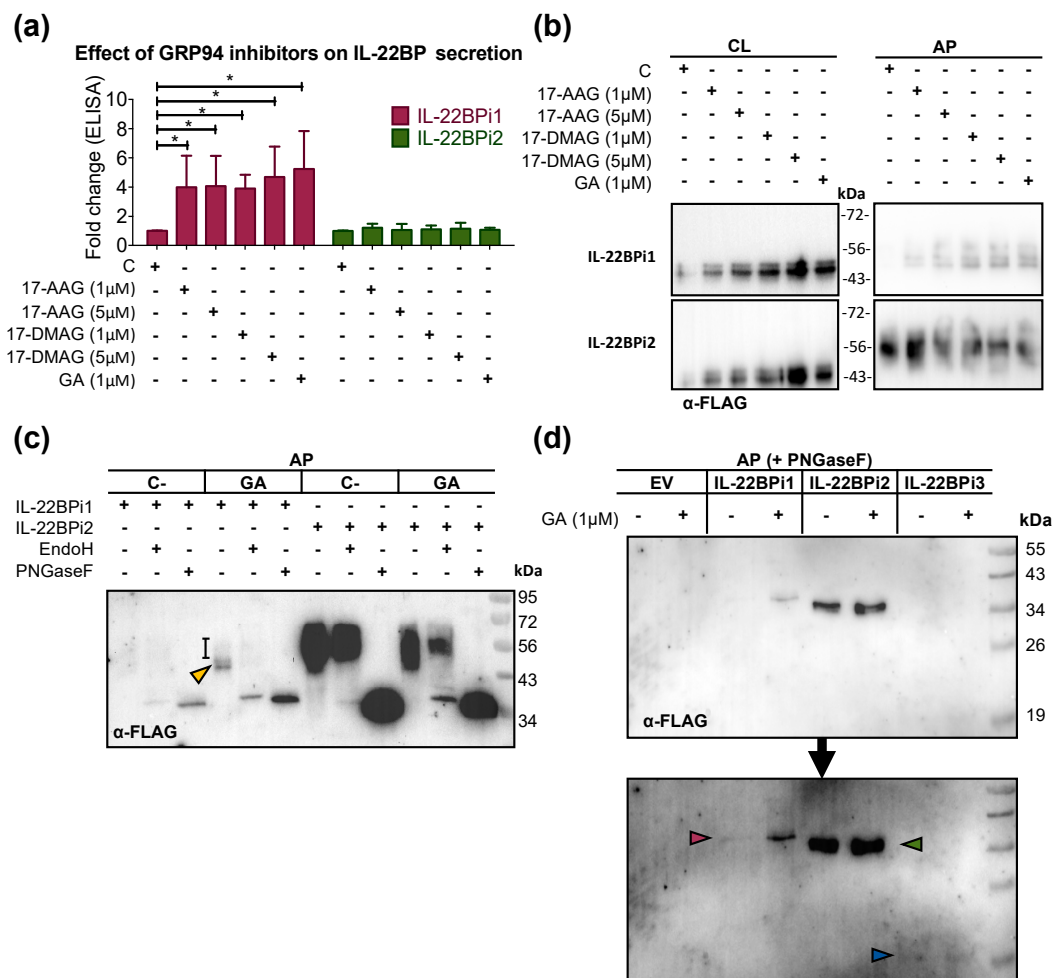 (a)
Effect of GRP94 inhibitors on IL-22BP secretion
Fold change (ELISA)
10
8
6
4
2
0
* * * * *
IL-22BPi1
IL-22BPi2
C + - - - - - + - - - - -
17-AAG (1µM) - + - - - - - + - - - -
17-AAG (5µM) - - + - - - - - + - - -
17-DMAG (1µM) - - - + - - - - - + - -
17-DMAG (5µM) - - - - + - - - - - + -
GA (1µM) - - - - - + - - - - - +
(b)
CL AP
C + - - - - - + - - - - -
17-AAG (1µM) - + - - - - - + - - - -
17-AAG (5µM) - - + - - - - - + - - -
17-DMAG (1µM) - - - + - - - - - + - -
17-DMAG (5µM) - - - - + - - - - - + -
GA (1µM) - - - - - + - - - - - +
kDa
IL-22BPi1
-72-
-56-
-43-
IL-22BPi2
-72-
-56-
-43-
α-FLAG
(c)
AP
C- GA C- GA
IL-22BPi1 + + + + + + - - - - - -
IL-22BPi2 - - - - - - + + + + + +
EndoH - + - - + - - + - - + -
PNGaseF - - + - - + - - + - - +
kDa
95
72
56
43
34
α-FLAG
(d)
AP (+ PNGaseF)
EV IL-22BPi1 IL-22BPi2 IL-22BPi3
GA (1µM) - + - + - + - +
kDa
55
43
34
26
19
α-FLAG